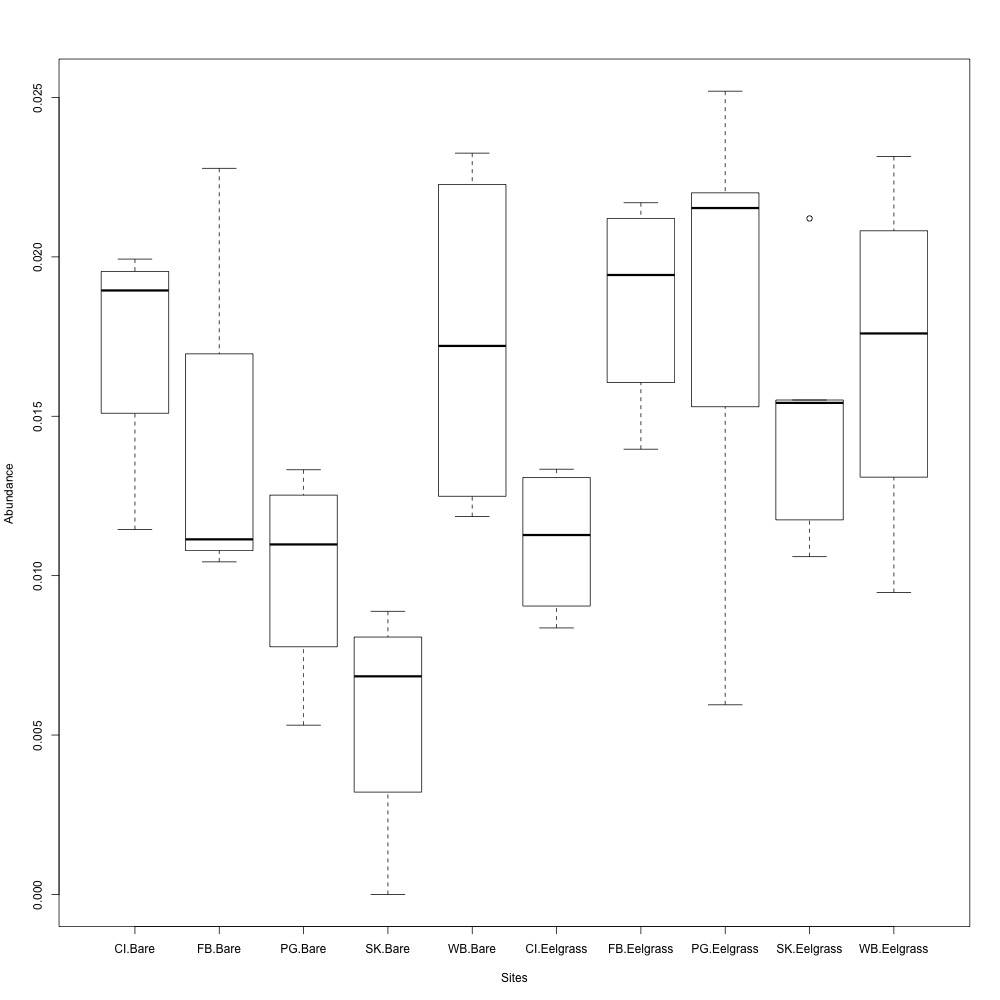 Abundance
0.025
0.020
0.015
0.010
0.005
0.000
CI.Bare FB.Bare PG.Bare SK.Bare WB.Bare CI.Eelgrass FB.Eelgrass PG.Eelgrass SK.Eelgrass WB.Eelgrass
Sites